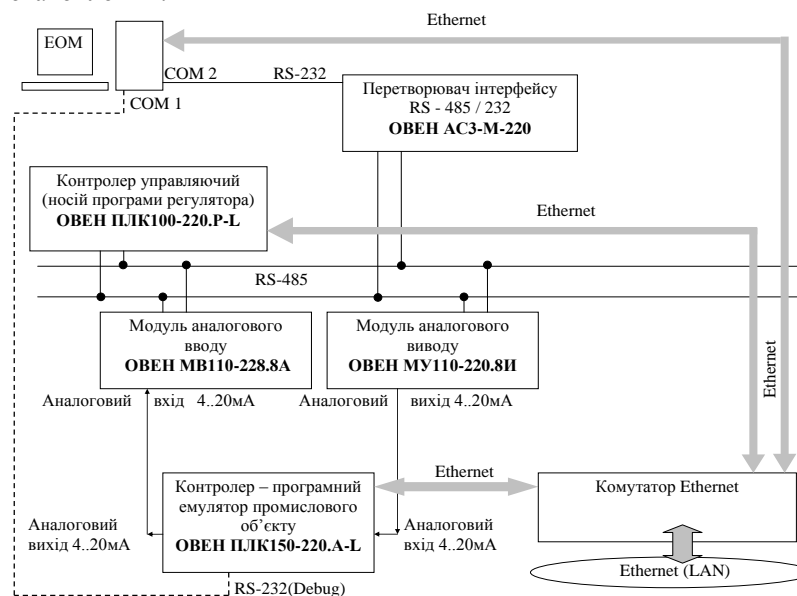 Ethernet
ЕОМ
COM 2
RS-232
COM 1
Перетворювач інтерфейсу
RS - 485 / 232
ОВЕН АС3-М-220
Контролер управляючий
(носій програми регулятора)
ОВЕН ПЛК100-220.Р-L
Ethernet
RS-485
Модуль аналогового
вводу
ОВЕН МВ110-228.8А
Модуль аналогового
виводу
ОВЕН МУ110-220.8И
Ethernet
Аналоговий вхід 4..20мА
Аналоговий вихід 4..20мА
Ethernet
Контролер – програмний
емулятор промислового
об’єкту
ОВЕН ПЛК150-220.А-L
Комутатор Ethernet
Аналоговий
вихід 4..20мА
Аналоговий
вхід 4..20мА
Ethernet (LAN)
RS-232(Debug)